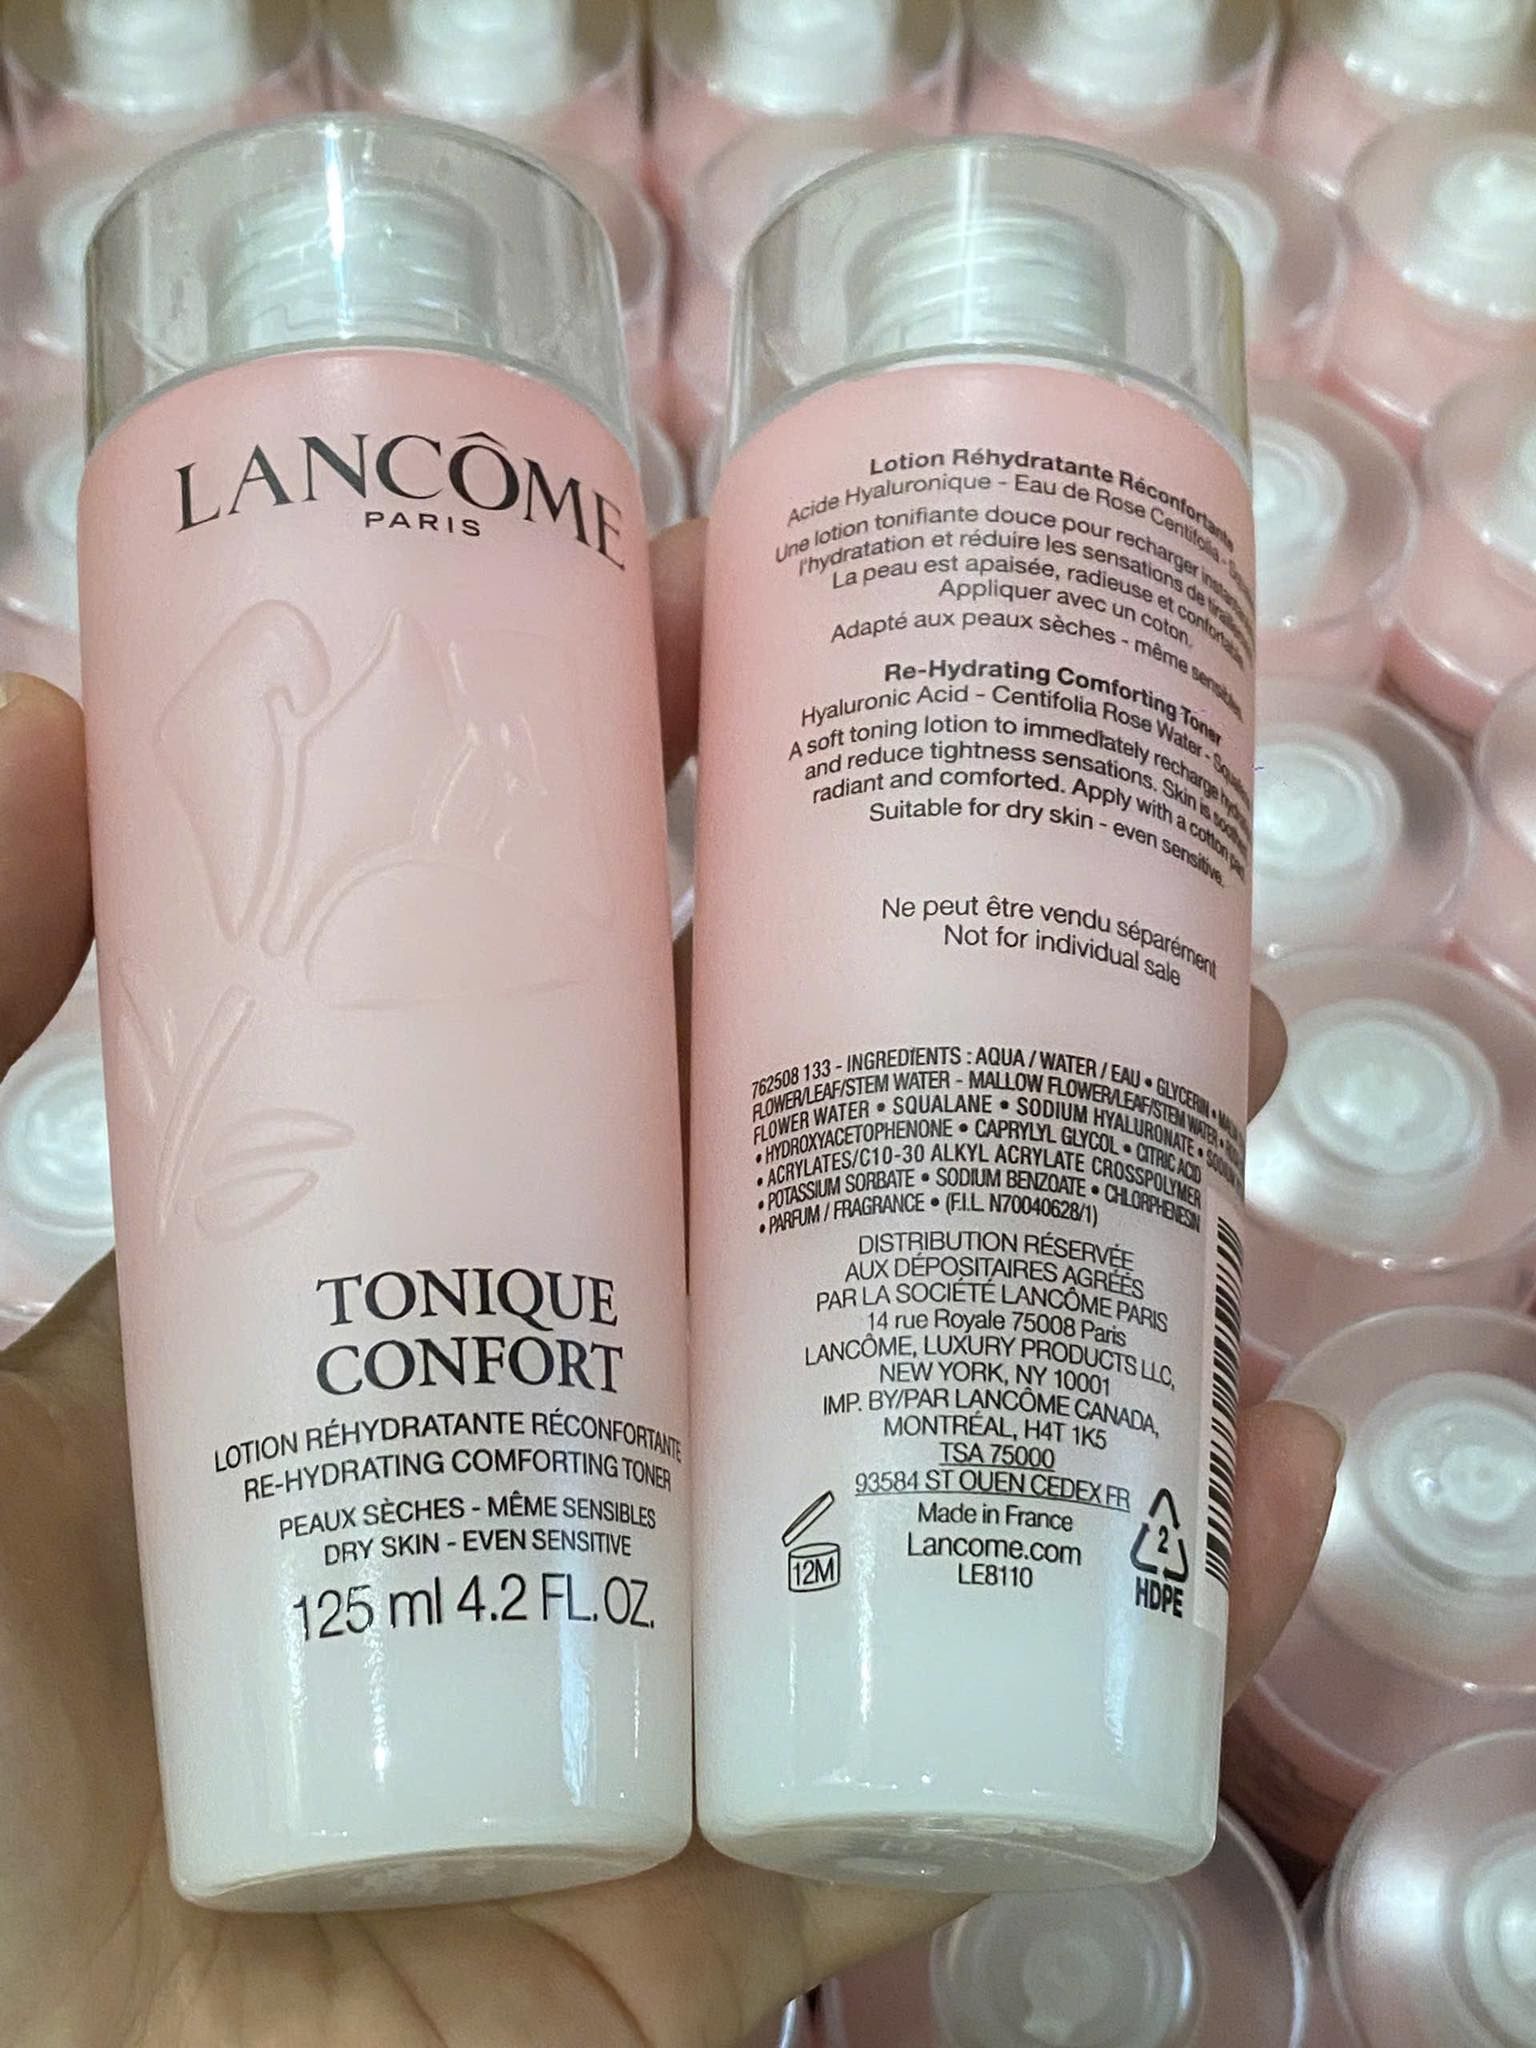 LANCÔME
PARIS
TONIQUE
CONFORT
LOTION RÉHYDRATANTE RÉCONFORTANTE
RE-HYDRATING COMFORTING TONER
PEAUX SÈCHES - MÊME SENSIBLES
DRY SKIN - EVEN SENSITIVE
125 ml 4.2 FL. OZ.
Lotion Réhydratante Réconfortante
Acide Hyaluronique - Eau de Rose Centifolia -
Une lotion tonifiante douce pour recharger
l'hydratation et réduire les sensations de
La peau est apaisée, radieuse et confortable.
Appliquer avec un coton.
Adapté aux peaux sèches - même sensibles.
Re-Hydrating Comforting Toner
Hyaluronic Acid - Centifolia Rose Water -
A soft toning lotion to immediately recharge
and reduce tightness sensations. Skin is
radiant and comforted. Apply with a cotton pad.
Suitable for dry skin - even sensitive.
Ne peut être vendu séparément
Not for individual sale
762508 133 - INGREDIENTS : AQUA / WATER / EAU • GLYCERIN •
FLOWER/LEAF/STEM WATER - MALLOW FLOWER/LEAF/STEM WATER •
FLOWER WATER • SQUALANE • SODIUM HYALURONATE • SODIUM
• HYDROXYACETOPHENONE • CAPRYLYL GLYCOL • CITRIC ACID
• ACRYLATES/C10-30 ALKYL ACRYLATE CROSSPOLYMER
• POTASSIUM SORBATE • SODIUM BENZOATE • CHLORPHENESIN
• PARFUM / FRAGRANCE • (F.I.L. N70040628/1)
DISTRIBUTION RÉSERVÉE
AUX DÉPOSITAIRES AGRÉÉS
PAR LA SOCIÉTÉ LANCÔME PARIS
14 rue Royale 75008 Paris
LANCÔME, LUXURY PRODUCTS LLC,
NEW YORK, NY 10001
IMP. BY/PAR LANCÔME CANADA,
MONTRÉAL, H4T 1K5
TSA 75000
93584 ST OUEN CEDEX FR
Made in France
Lancome.com
LE8110
12M
2
HDPE